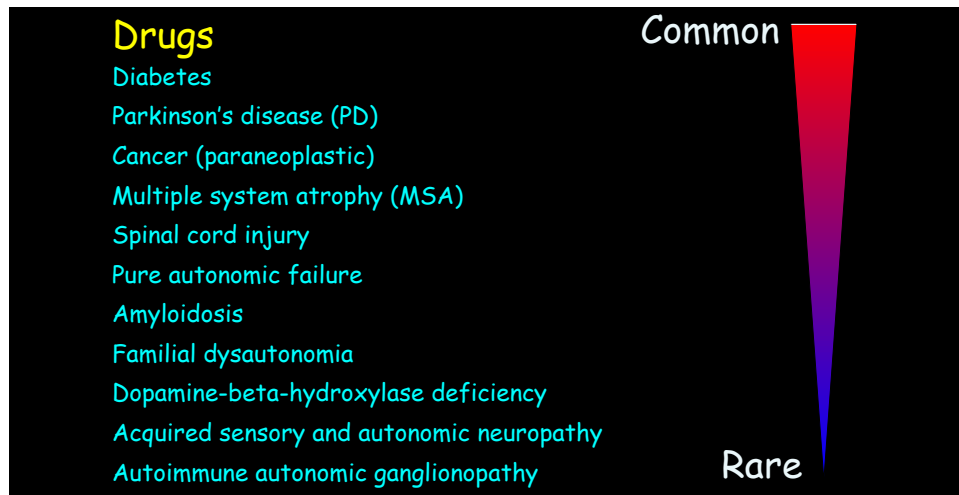 Drugs
Common
Diabetes
Parkinson's disease (PD)
Cancer (paraneoplastic)
Multiple system atrophy (MSA)
Spinal cord injury
Pure autonomic failure
Amyloidosis
Familial dysautonomia
Dopamine-beta-hydroxylase deficiency
Acquired sensory and autonomic neuropathy
Autoimmune autonomic ganglionopathy
Rare